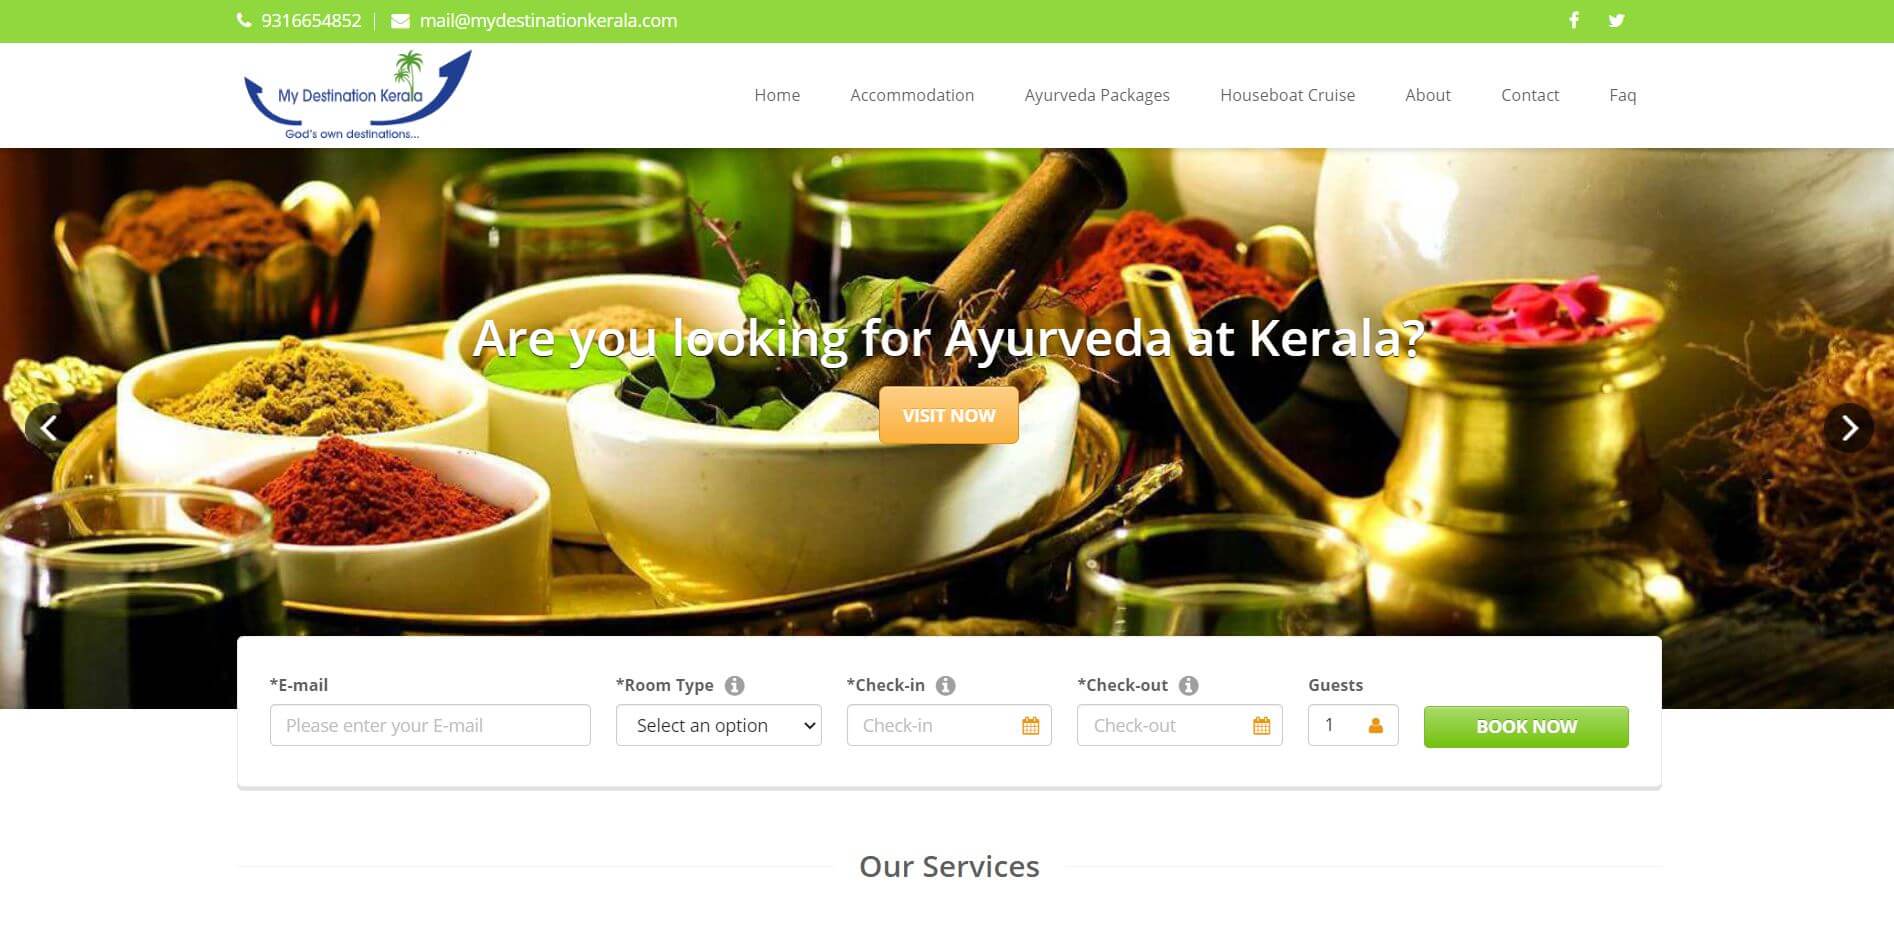 9316654852
mail@mydestinationkerala.com
My Destination Kerala
God's own destinations...
Home
Accommodation
Ayurveda Packages
Houseboat Cruise
About
Contact
Faq
Are you looking for Ayurveda at Kerala?
VISIT NOW
*E-mail
*Room Type
*Check-in
*Check-out
Guests
Please enter your E-mail
Select an option
Check-in
Check-out
1
BOOK NOW
Our Services